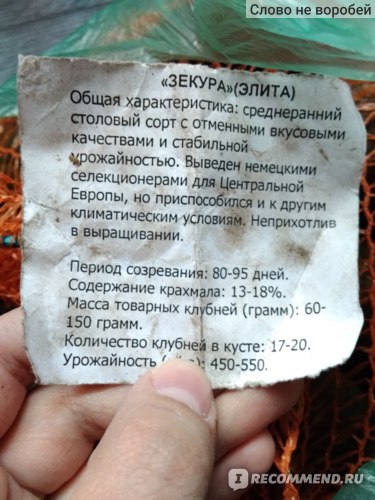 Слово не воробей
«ЗЕКУРА»(ЭЛИТА)
Общая характеристика: среднеранний
столовый сорт с отменными вкусовыми
качествами и стабильной
урожайностью. Выведен немецкими
селекционерами для Центральной
Европы, но приспособился и к другим
климатическим условиям. Неприхотлив
в выращивании.
Период созревания: 80-95 дней.
Содержание крахмала: 13-18%.
Масса товарных клубней (грамм): 60-
150 грамм.
Количество клубней в кусте: 17-20.
Урожайность 450-550.
IRECOMMEND.RU